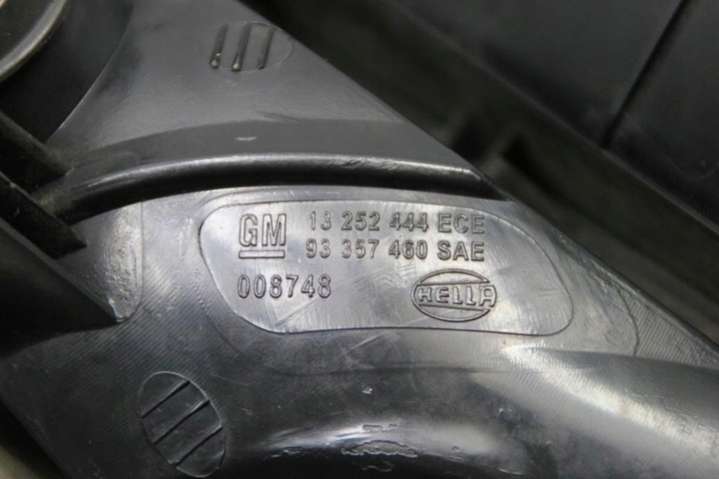 GM 13 252 444 ECE
93 357 460 SAE
008748 HELLA